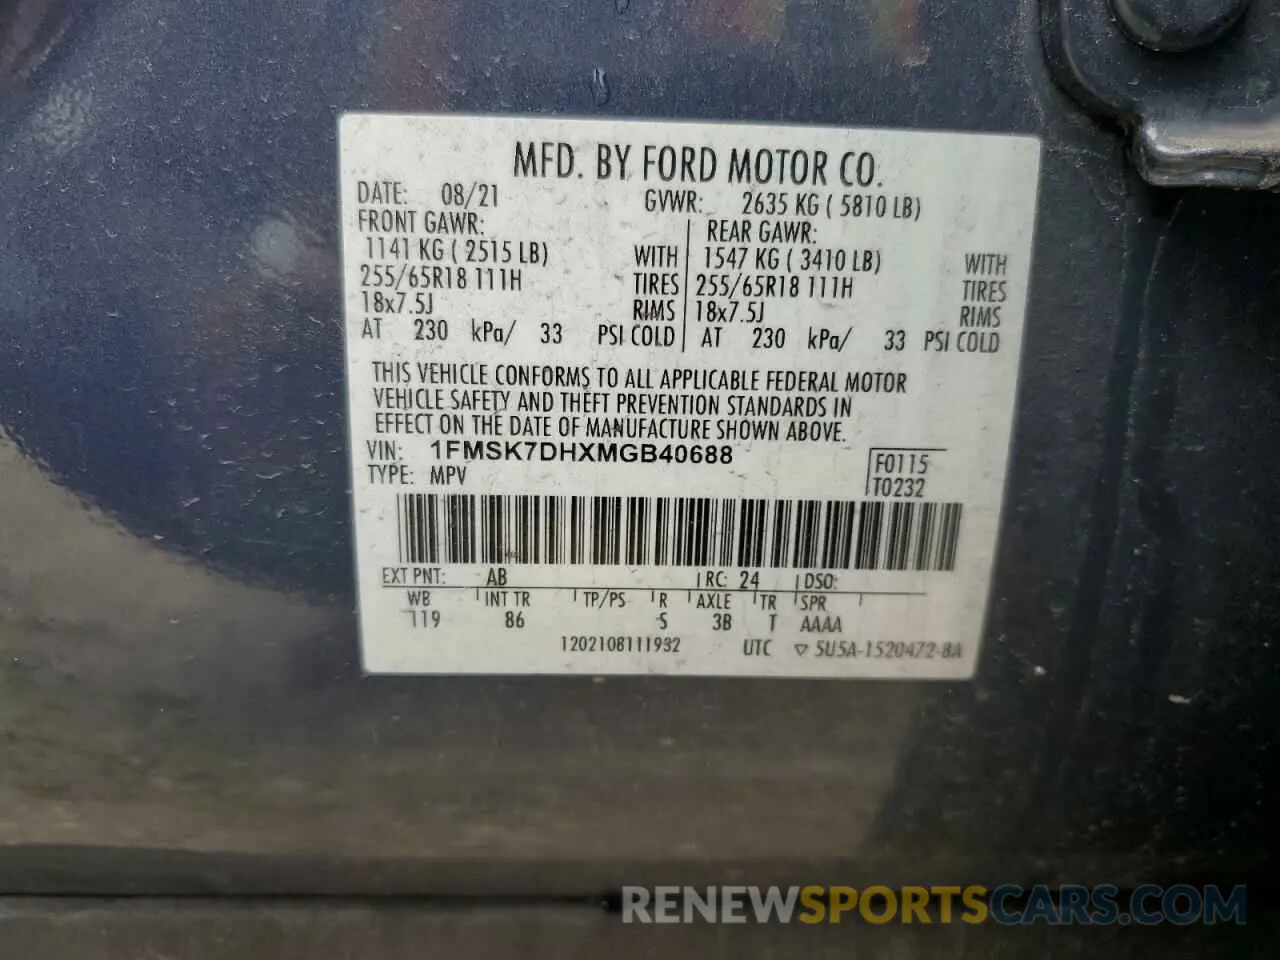 MFD. BY FORD MOTOR CO.
DATE: 08/21 GVWR: 2635 KG ( 5810 LB)
FRONT GAWR: REAR GAWR:
1141 KG ( 2515 LB) WITH 1547 KG ( 3410 LB) WITH
255/65R18 111H TIRES 255/65R18 111H TIRES
18x7.5J RIMS 18x7.5J RIMS
AT 230 kPa/ 33 PSI COLD AT 230 kPa/ 33 PSI COLD
THIS VEHICLE CONFORMS TO ALL APPLICABLE FEDERAL MOTOR
VEHICLE SAFETY AND THEFT PREVENTION STANDARDS IN
EFFECT ON THE DATE OF MANUFACTURE SHOWN ABOVE.
VIN: 1FMSK7DHXMGB40688
TYPE: MPV
F0115
T0232
EXT PNT: AB RC: 24 DSO:
WB INT TR TP/PS R AXLE TR SPR
119 86 S 3B T AAAA
1202108111932 UTC ▽ 5U5A-1520472-8A
RENEWSPORTSCARS.COM